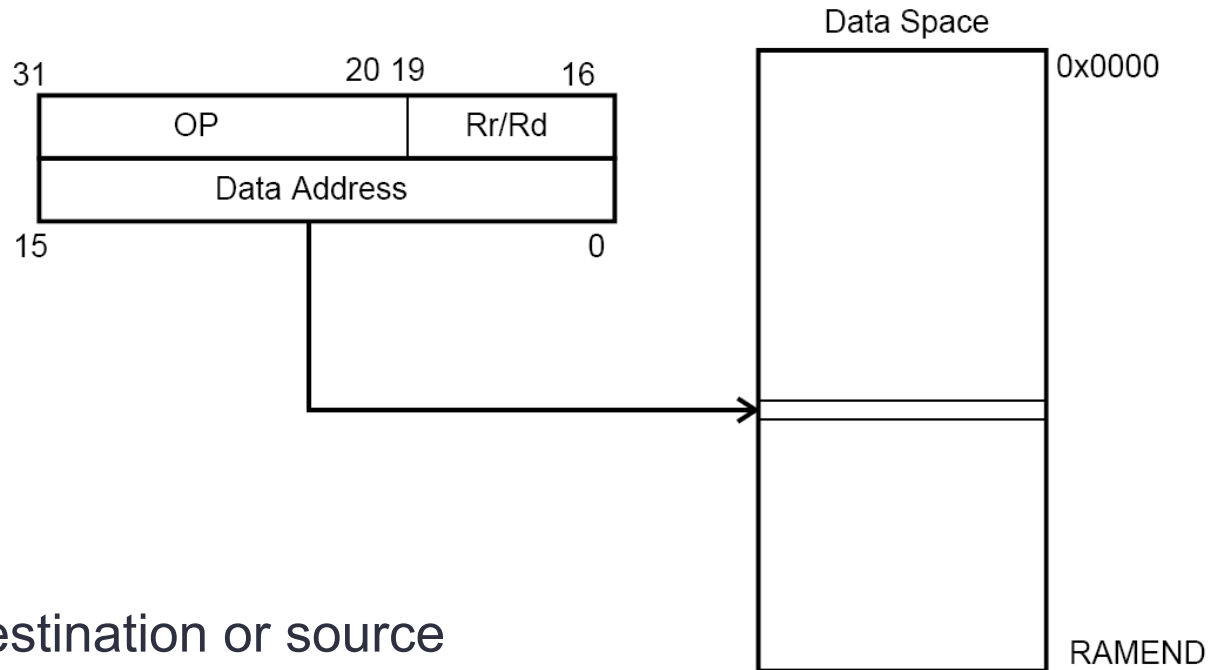 Data Space
31 20 19 16
0x0000
OP Rr/Rd
Data Address
15 0
estination or source
RAMEND